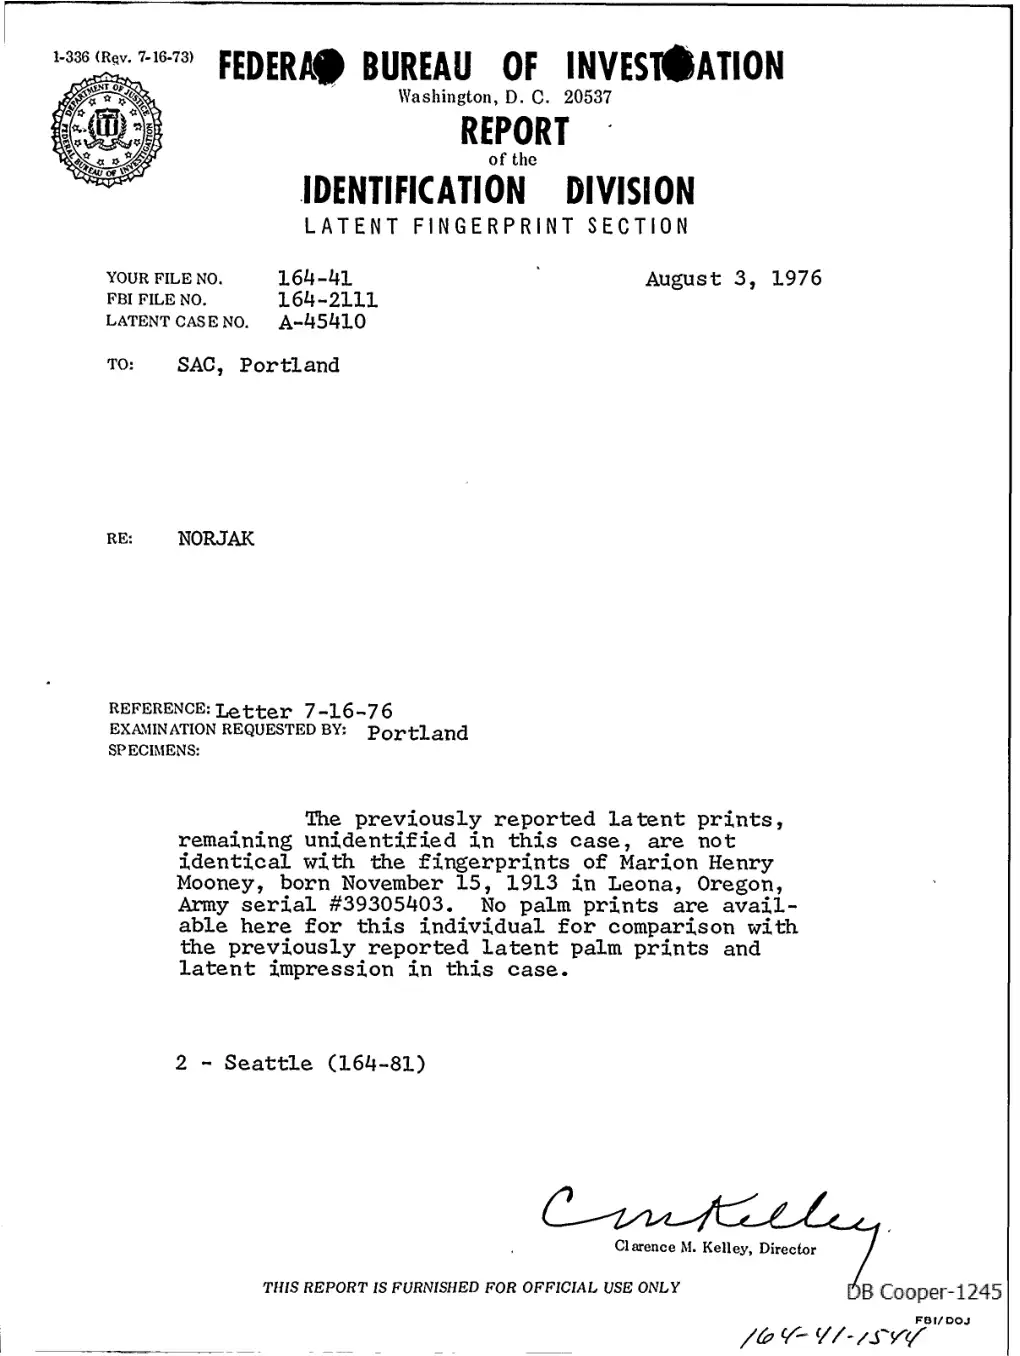 1-336 (Rev. 7-16-73)
FEDERAL BUREAU OF INVESTIGATION
Washington, D. C. 20537
REPORT
of the
IDENTIFICATION DIVISION
LATENT FINGERPRINT SECTION
YOUR FILE NO. 164-41
August 3, 1976
FBI FILE NO. 164-2111
LATENT CASE NO. A-45410
TO: SAC, Portland
RE: NORJAK
REFERENCE: Letter 7-16-76
EXAMINATION REQUESTED BY: Portland
SPECIMENS:
The previously reported latent prints,
remaining unidentified in this case, are not
identical with the fingerprints of Marion Henry
Mooney, born November 15, 1913 in Leona, Oregon,
Army serial #39305403. No palm prints are avail-
able here for this individual for comparison with
the previously reported latent palm prints and
latent impression in this case.
2 - Seattle (164-81)
CMKelley
Clarence M. Kelley, Director
THIS REPORT IS FURNISHED FOR OFFICIAL USE ONLY
DB Cooper-1245
FBI/DOJ
164-41-1544